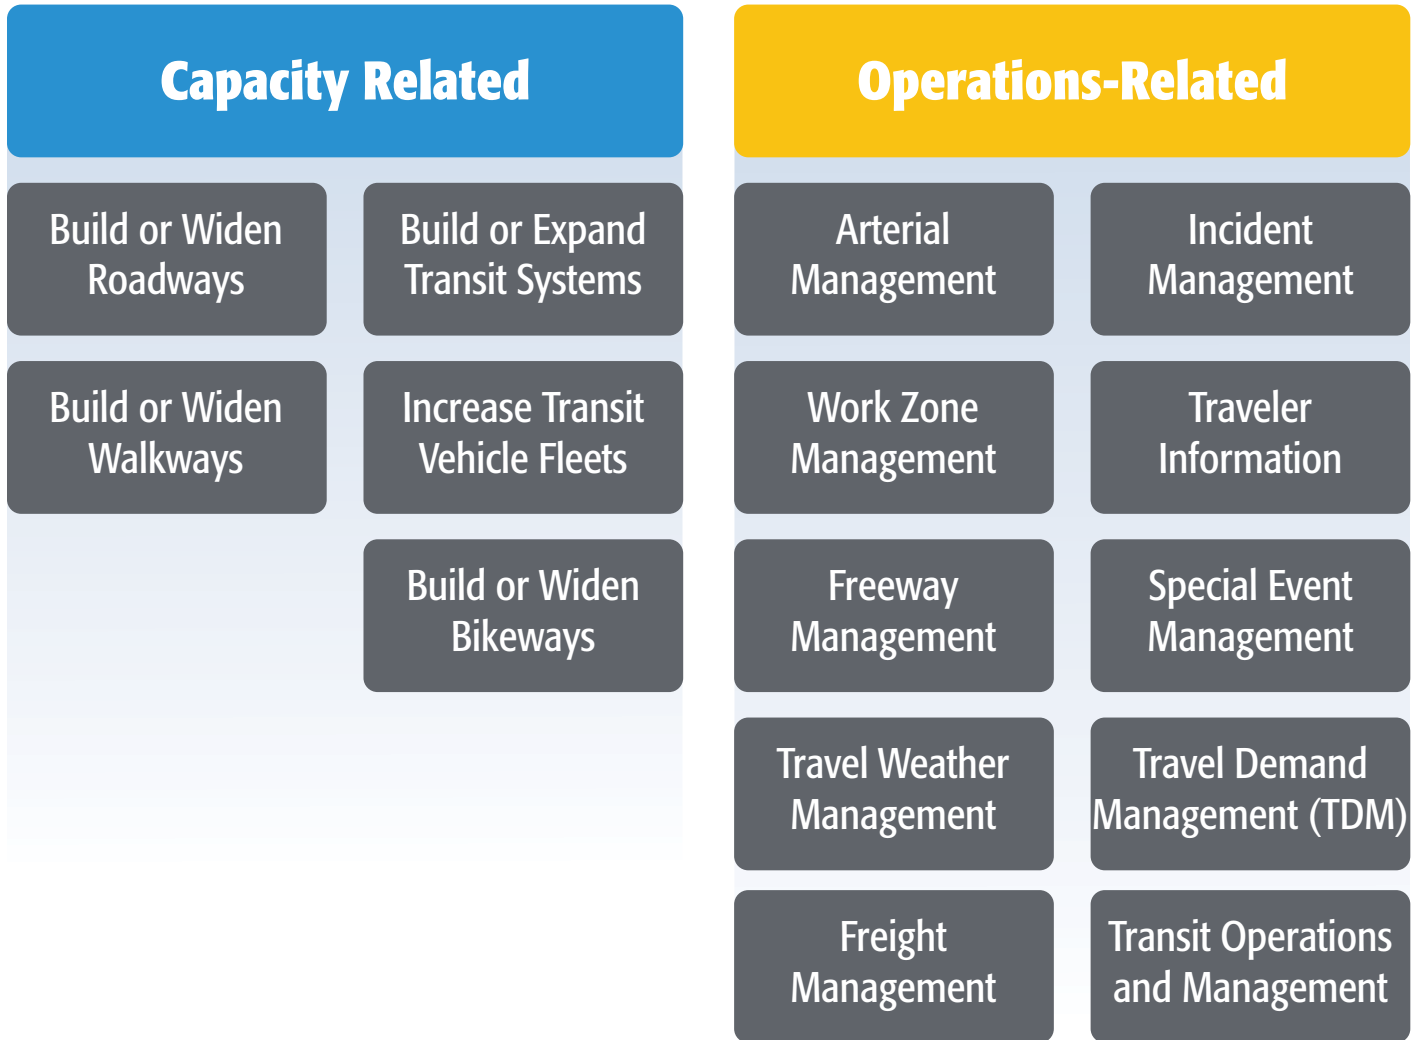 Capacity Related
Build or Widen
Roadways
Build or Expand
Transit Systems
Build or Widen
Walkways
Increase Transit
Vehicle Fleets
Build or Widen
Bikeways
Operations-Related
Arterial
Management
Incident
Management
Work Zone
Management
Traveler
Information
Freeway
Management
Special Event
Management
Travel Weather
Management
Travel Demand
Management (TDM)
Freight
Management
Transit Operations
and Management